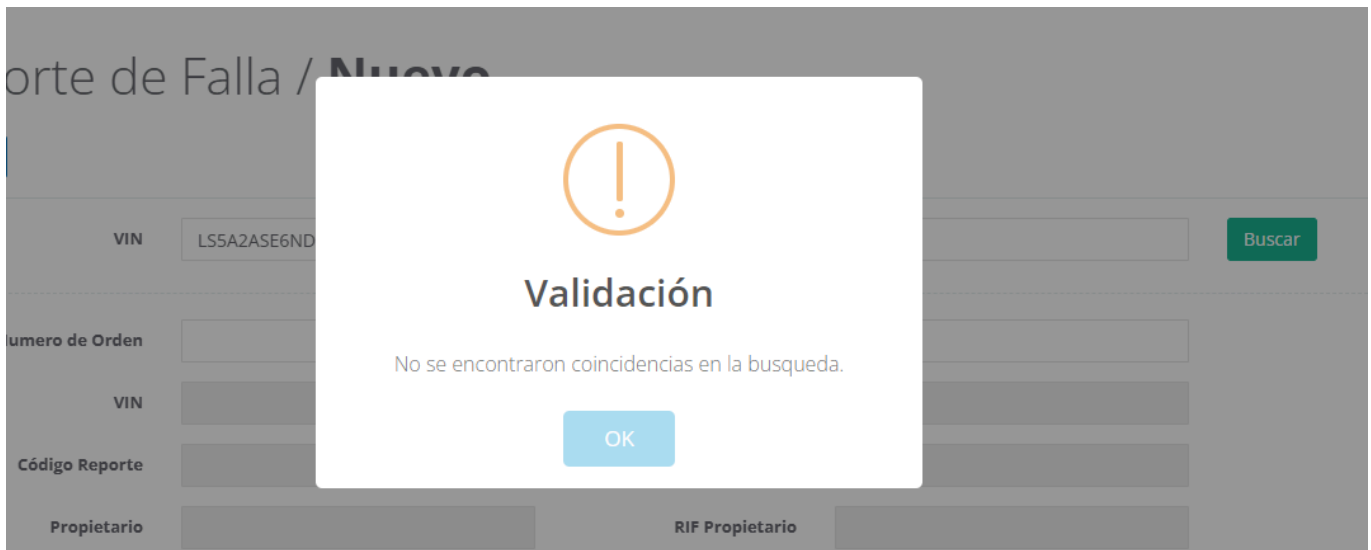 orte de Falla / Nuevo
VIN
LS5A2ASE6ND
Buscar
Validación
No se encontraron coincidencias en la busqueda.
OK
umero de Orden
VIN
Código Reporte
Propietario
RIF Propietario